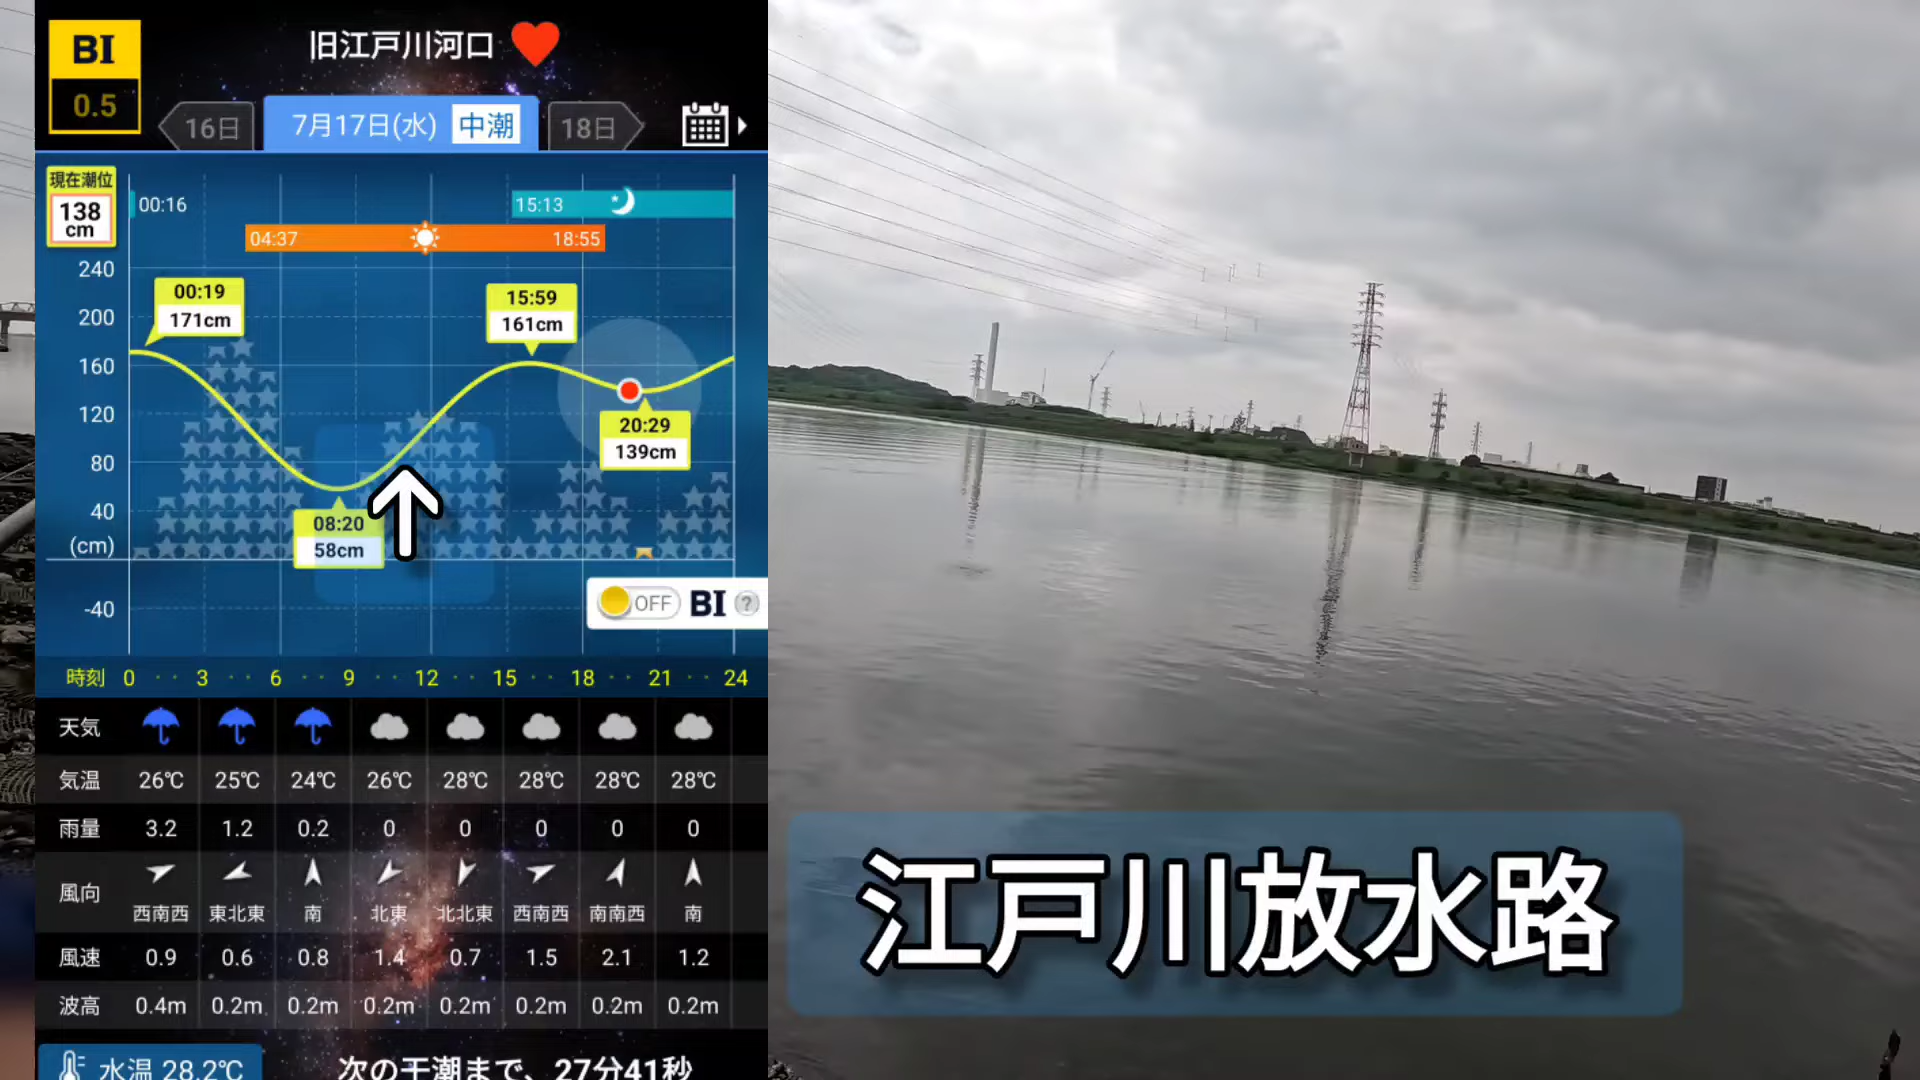 BI
0.5
旧江戸川河口
16日
7月17日(水) 中潮
18日
現在潮位
138
cm
00:16
15:13
04:37
18:55
240
200
160
120
80
40
(cm)
-40
00:19
171cm
15:59
161cm
20:29
139cm
08:20
58cm
OFF BI ?
時刻 0 3 6 9 12 15 18 21 24
天気
気温 26℃ 25℃ 24℃ 26℃ 28℃ 28℃ 28℃ 28℃
雨量 3.2 1.2 0.2 0 0 0 0 0
風向 西南西 東北東 南 北東 北北東 西南西 南南西 南
風速 0.9 0.6 0.8 1.4 0.7 1.5 2.1 1.2
波高 0.4m 0.2m 0.2m 0.2m 0.2m 0.2m 0.2m 0.2m
水温 28.2℃
次の干潮まで、27分41秒
江戸川放水路